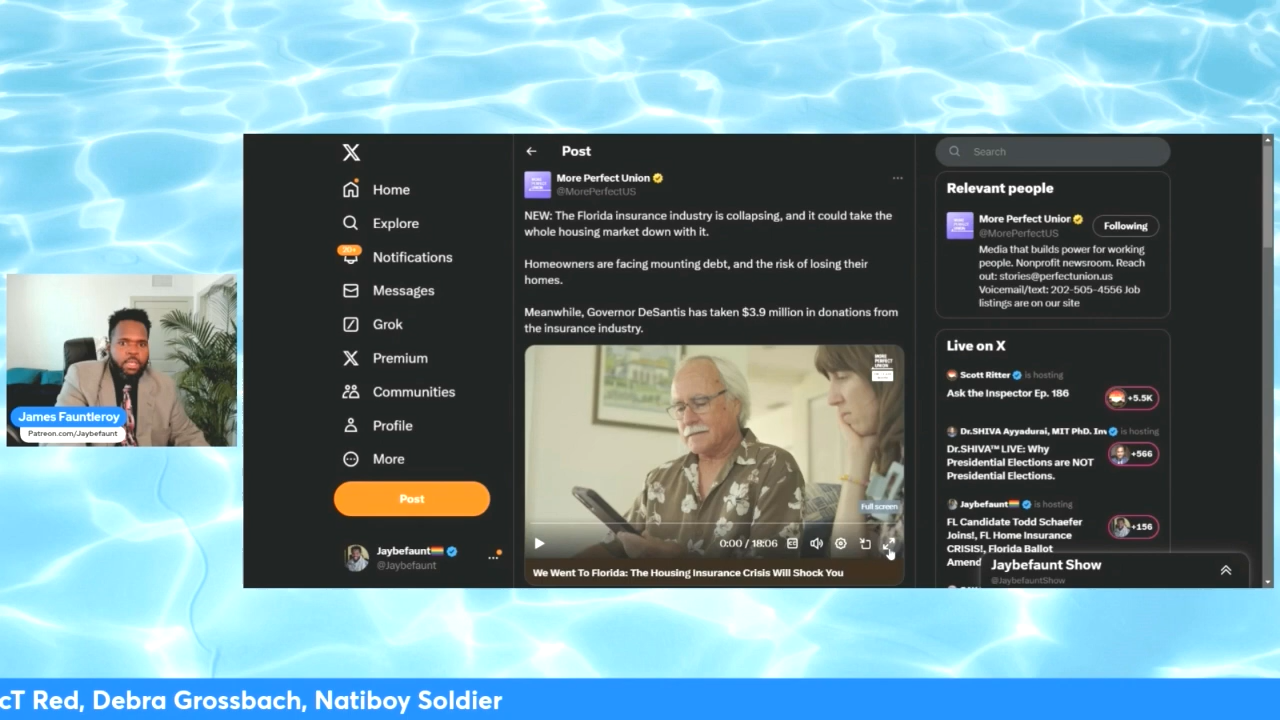 James Fauntleroy
Patreon.com/Jaybefaunt
Home
Explore
20+
Notifications
Messages
Grok
Premium
Communities
Profile
More
Post
Jaybefaunt
@Jaybefaunt
Post
More Perfect Union
@MorePerfectUS
NEW: The Florida insurance industry is collapsing, and it could take the
whole housing market down with it.
Homeowners are facing mounting debt, and the risk of losing their
homes.
Meanwhile, Governor DeSantis has taken $3.9 million in donations from
the insurance industry.
MORE
PERFECT
UNION
Full screen
0:00 / 18:06
We Went To Florida: The Housing Insurance Crisis Will Shock You
Search
Relevant people
More Perfect Union
@MorePerfectUS
Following
Media that builds power for working
people. Nonprofit newsroom. Reach
out: stories@perfectunion.us
Voicemail/text: 202-505-4556 Job
listings are on our site
Live on X
Scott Ritter is hosting
Ask the Inspector Ep. 186
+5.5K
Dr.SHIVA Ayyadurai, MIT PhD. Inv is hosting
Dr.SHIVA™ LIVE: Why
Presidential Elections are NOT
Presidential Elections.
+566
Jaybefaunt is hosting
FL Candidate Todd Schaefer
Joins!, FL Home Insurance
CRISIS!, Florida Ballot
Amend
+156
Jaybefaunt Show
@JaybefauntShow
cT Red, Debra Grossbach, Natiboy Soldier